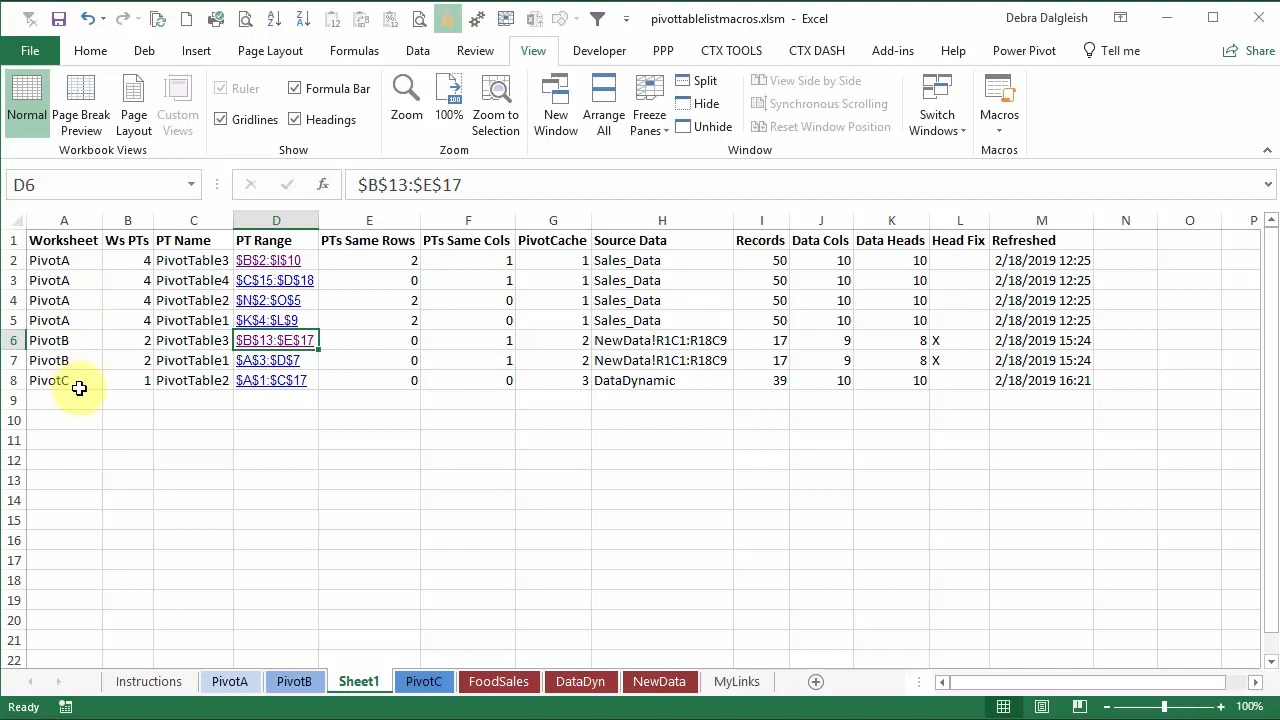 pivottablelistmacros.xlsm - Excel
Debra Dalgleish
File Home Deb Insert Page Layout Formulas Data Review View Developer PPP CTX TOOLS CTX DASH Add-ins Help Power Pivot Tell me Share
Normal
Page Break Preview
Page Layout
Custom Views
Workbook Views
Ruler
Formula Bar
Gridlines
Headings
Show
Zoom
100
100%
Zoom to Selection
Zoom
New Window
Arrange All
Freeze Panes
Split
Hide
Unhide
View Side by Side
Synchronous Scrolling
Reset Window Position
Switch Windows
Window
Macros
Macros
D6
fx
$B$13:$E$17
A B C D E F G H I J K L M N O P
1 Worksheet Ws PTs PT Name PT Range PTs Same Rows PTs Same Cols PivotCache Source Data Records Data Cols Data Heads Head Fix Refreshed
2 PivotA 4 PivotTable3 $B$2:$I$10 2 1 1 Sales_Data 50 10 10 2/18/2019 12:25
3 PivotA 4 PivotTable4 $C$15:$D$18 0 1 1 Sales_Data 50 10 10 2/18/2019 12:25
4 PivotA 4 PivotTable2 $N$2:$O$5 2 0 1 Sales_Data 50 10 10 2/18/2019 12:25
5 PivotA 4 PivotTable1 $K$4:$L$9 2 0 1 Sales_Data 50 10 10 2/18/2019 12:25
6 PivotB 2 PivotTable3 $B$13:$E$17 0 1 2 NewData!R1C1:R18C9 17 9 8 X 2/18/2019 15:24
7 PivotB 2 PivotTable1 $A$3:$D$7 0 1 2 NewData!R1C1:R18C9 17 9 8 X 2/18/2019 15:24
8 PivotC 1 PivotTable2 $A$1:$C$17 0 0 3 DataDynamic 39 10 10 2/18/2019 16:21
9
10
11
12
13
14
15
16
17
18
19
20
21
22
Instructions PivotA PivotB Sheet1 PivotC FoodSales DataDyn NewData MyLinks
Ready
100%